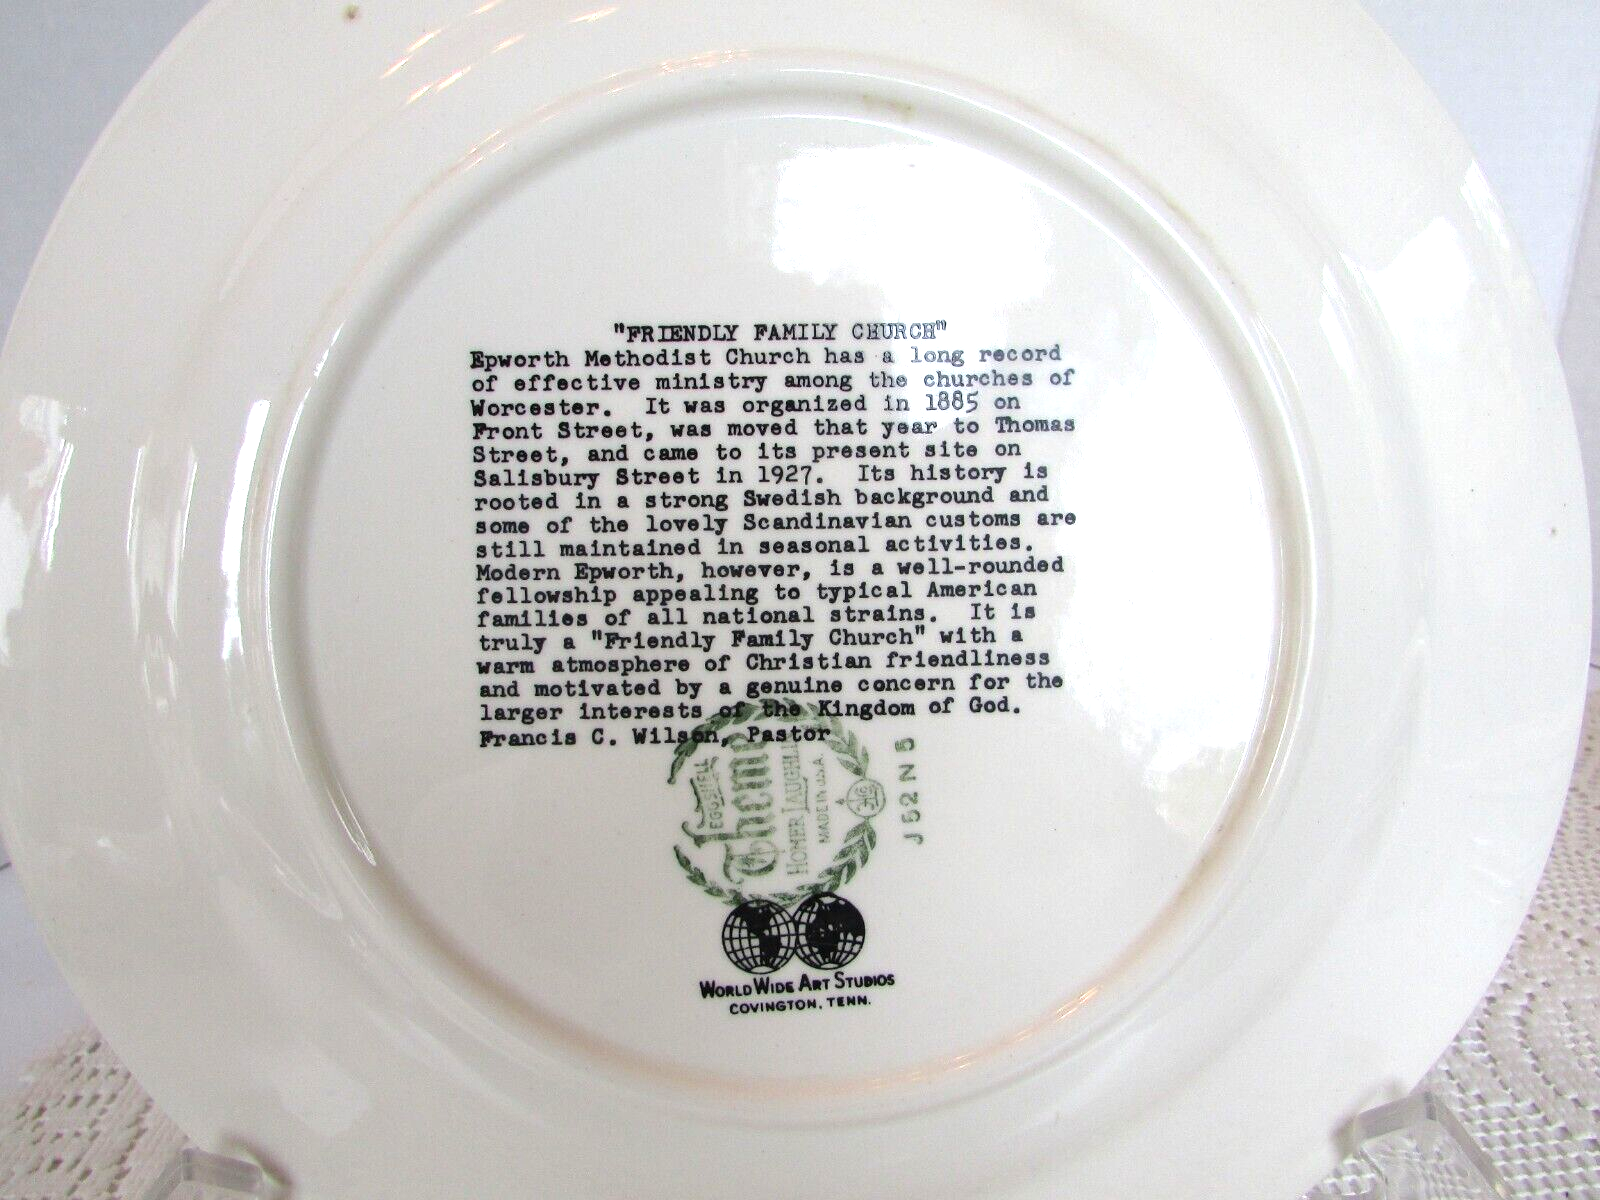 "FRIENDLY FAMILY CHURCH"
Epworth Methodist Church has a long record
of effective ministry among the churches of
Worcester. It was organized in 1885 on
Front Street, was moved that year to Thomas
Street, and came to its present site on
Salisbury Street in 1927. Its history is
rooted in a strong Swedish background and
some of the lovely Scandinavian customs are
still maintained in seasonal activities.
Modern Epworth, however, is a well-rounded
fellowship appealing to typical American
families of all national strains. It is
truly a "Friendly Family Church" with a
warm atmosphere of Christian friendliness
and motivated by a genuine concern for the
larger interests of the Kingdom of God.
Francis C. Wilson, Pastor
EGGSHELL
Theme
HOMER LAUGHLIN
MADE IN U.S.A.
J52N5
WORLD WIDE ART STUDIOS
COVINGTON, TENN.